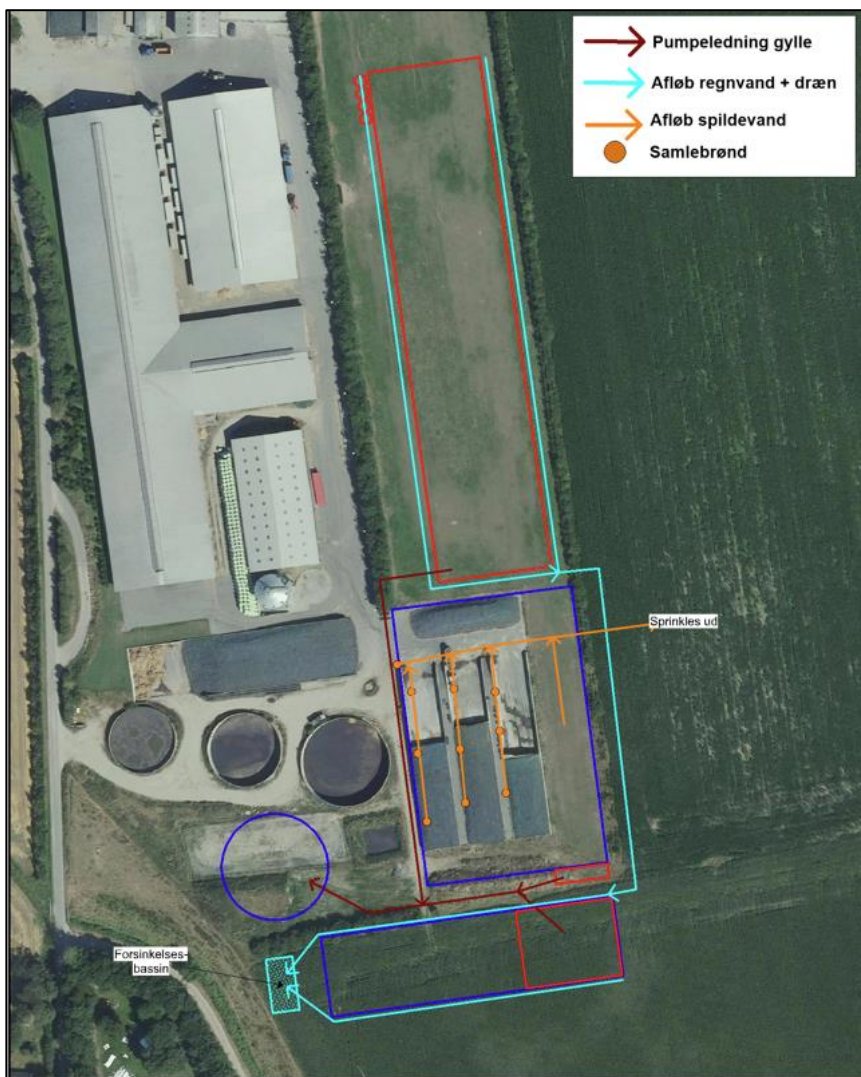 Pumpeledning gylle
Afløb regnvand + dræn
Afløb spildevand
Samlebrønd
Sprinkles ud
Forsinkelses-
bassin